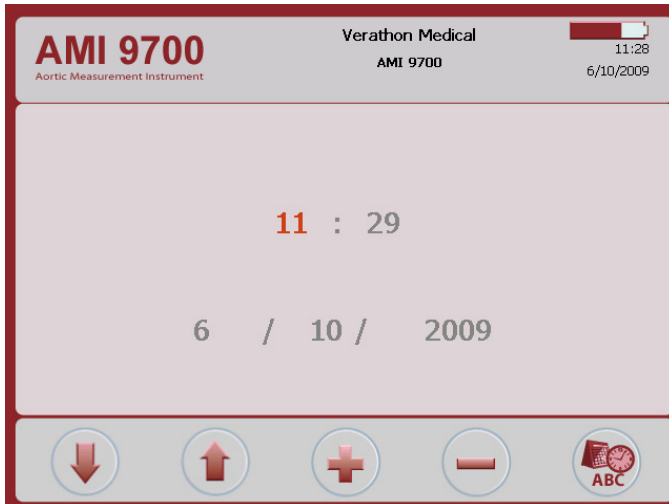 AMI 9700
Aortic Measurement Instrument
Verathon Medical
AMI 9700
11:28
6/10/2009
11 : 29
6 / 10 / 2009
ABC